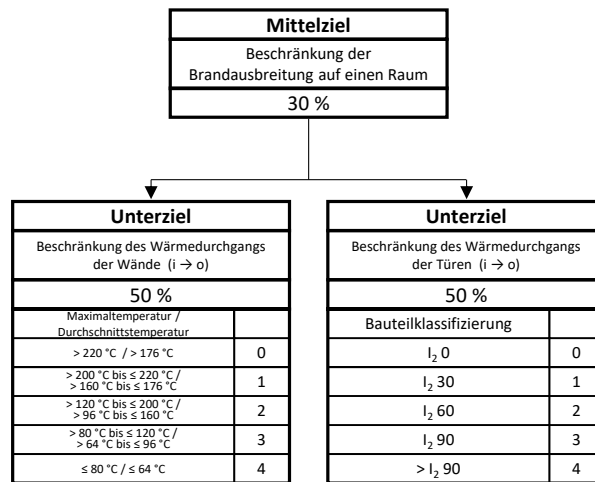 Mittelziel
Beschränkung der
Brandausbreitung auf einen Raum
30 %
Unterziel
Beschränkung des Wärmedurchgangs
der Wände (i → o)
50 %
Maximaltemperatur /
Durchschnittstemperatur
> 220 °C / > 176 °C 0
> 200 °C bis ≤ 220 °C /
> 160 °C bis ≤ 176 °C 1
> 120 °C bis ≤ 200 °C /
> 96 °C bis ≤ 160 °C 2
> 80 °C bis ≤ 120 °C /
> 64 °C bis ≤ 96 °C 3
≤ 80 °C / ≤ 64 °C 4
Unterziel
Beschränkung des Wärmedurchgangs
der Türen (i → o)
50 %
Bauteilklassifizierung
I₂ 0 0
I₂ 30 1
I₂ 60 2
I₂ 90 3
> I₂ 90 4